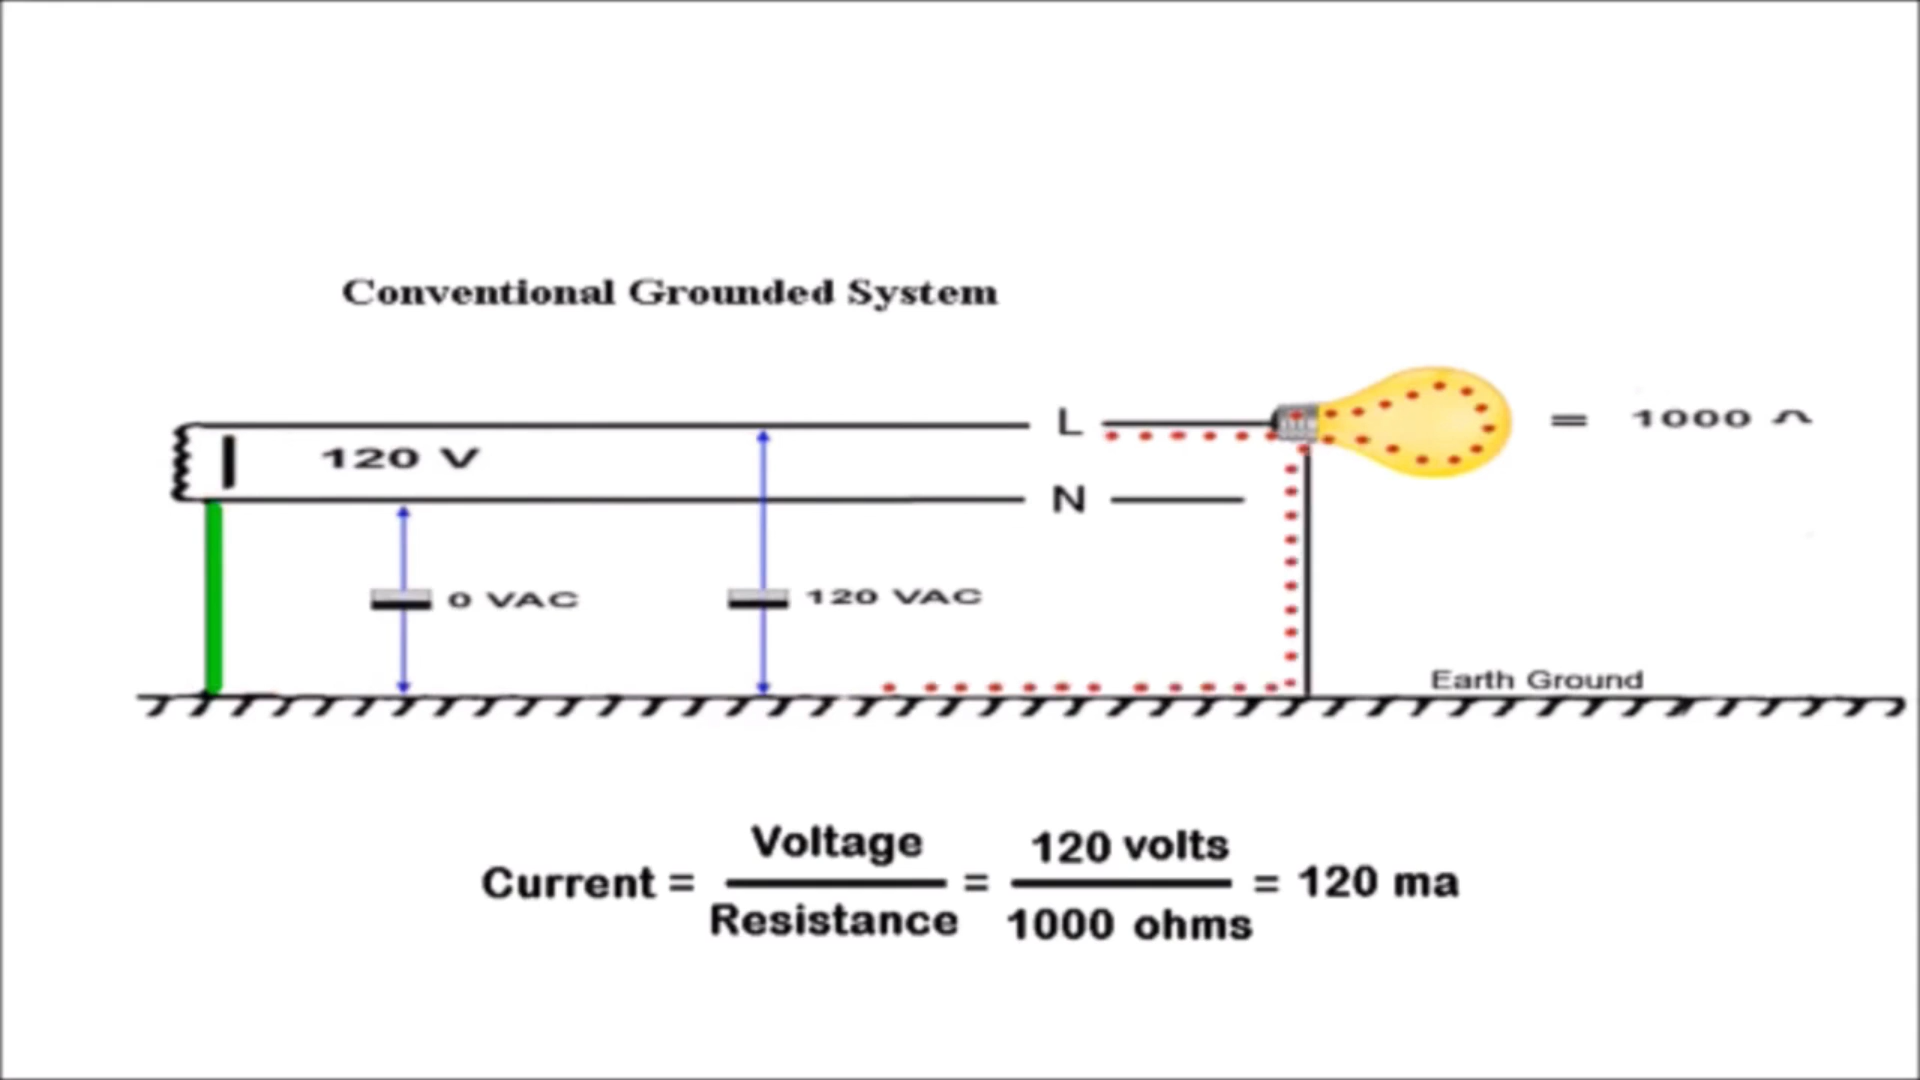 Conventional Grounded System
L
= 1000 Ω
120 V
N
0 VAC
120 VAC
Earth Ground
Current = Voltage / Resistance = 120 volts / 1000 ohms = 120 ma